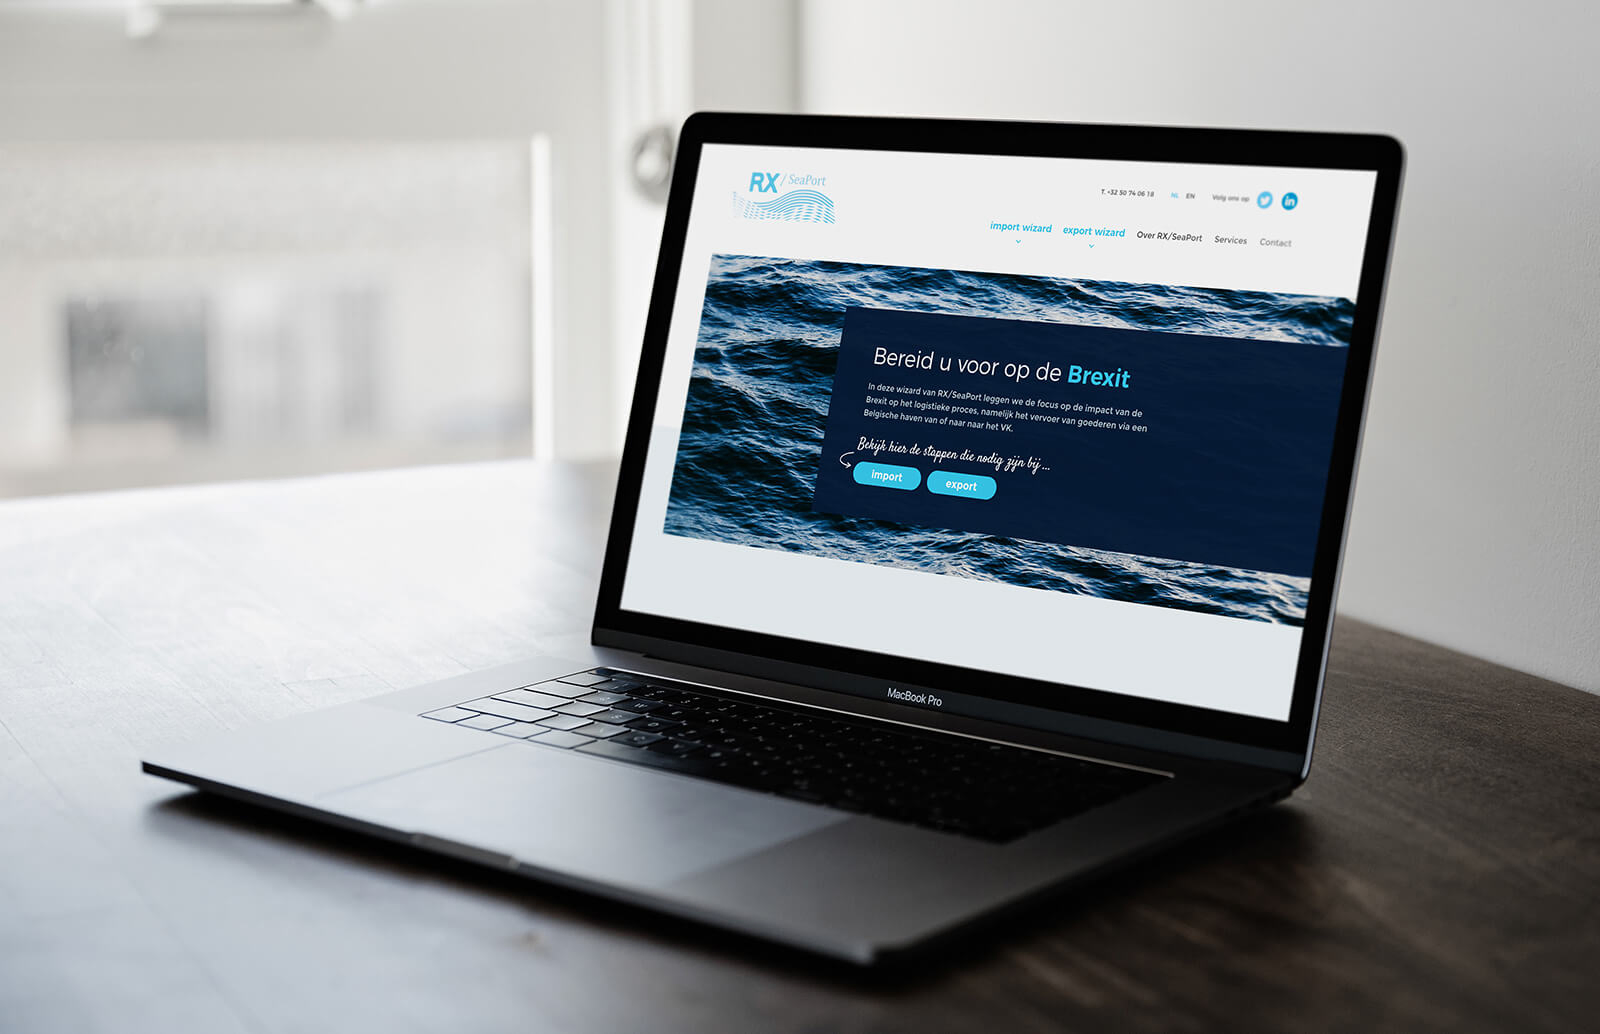 RX / SeaPort
T. +32 50 74 06 18 NL EN Volg ons op
import wizard export wizard Over RX/SeaPort Services Contact
Bereid u voor op de Brexit
In deze wizard van RX/SeaPort leggen we de focus op de impact van de
Brexit op het logistieke proces, namelijk het vervoer van goederen via een
Belgische haven van of naar naar het VK.
Bekijk hier de stappen die nodig zijn bij ...
import export
MacBook Pro